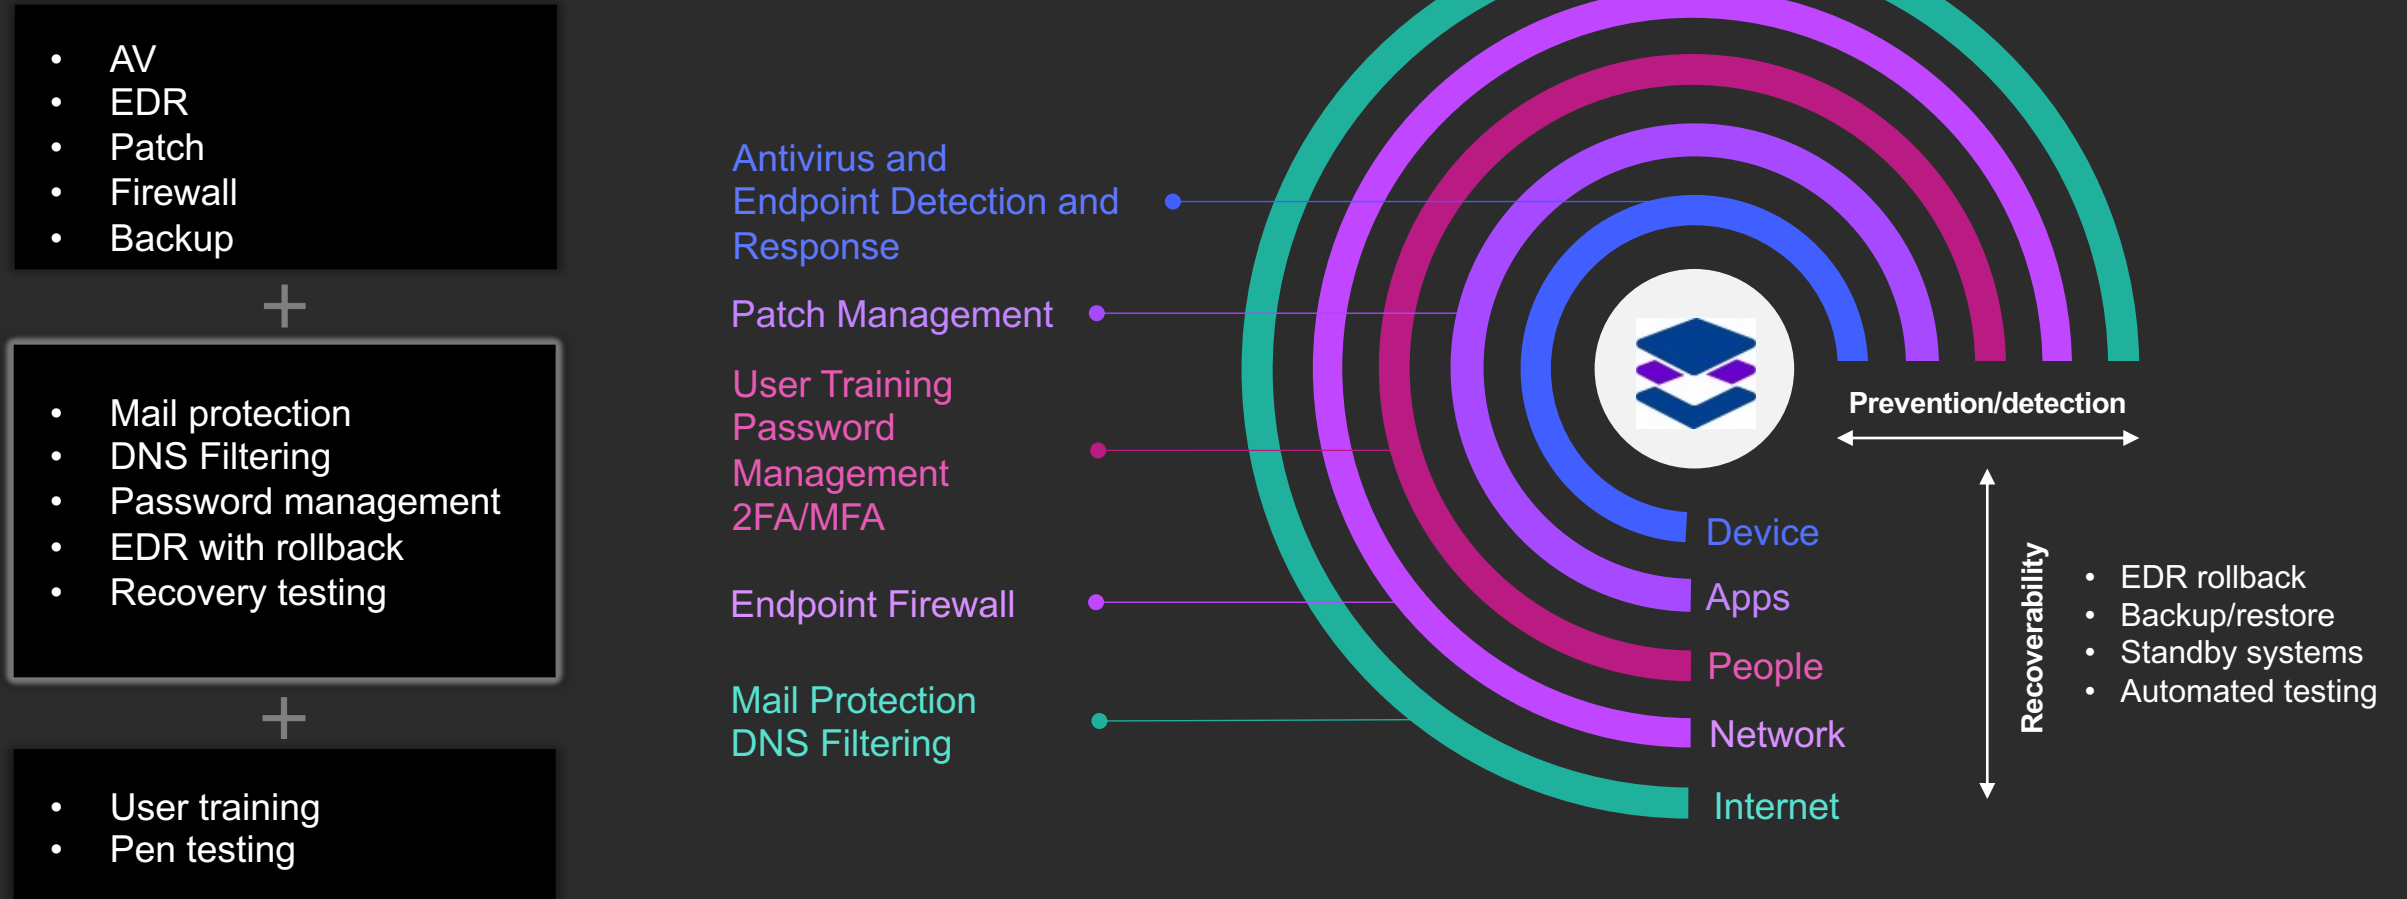 • AV
• EDR
• Patch
• Firewall
• Backup
+
• Mail protection
• DNS Filtering
• Password management
• EDR with rollback
• Recovery testing
+
• User training
• Pen testing
Antivirus and
Endpoint Detection and
Response
Patch Management
User Training
Password
Management
2FA/MFA
Endpoint Firewall
Mail Protection
DNS Filtering
Device
Apps
People
Network
Internet
Prevention/detection
Recoverability
• EDR rollback
• Backup/restore
• Standby systems
• Automated testing